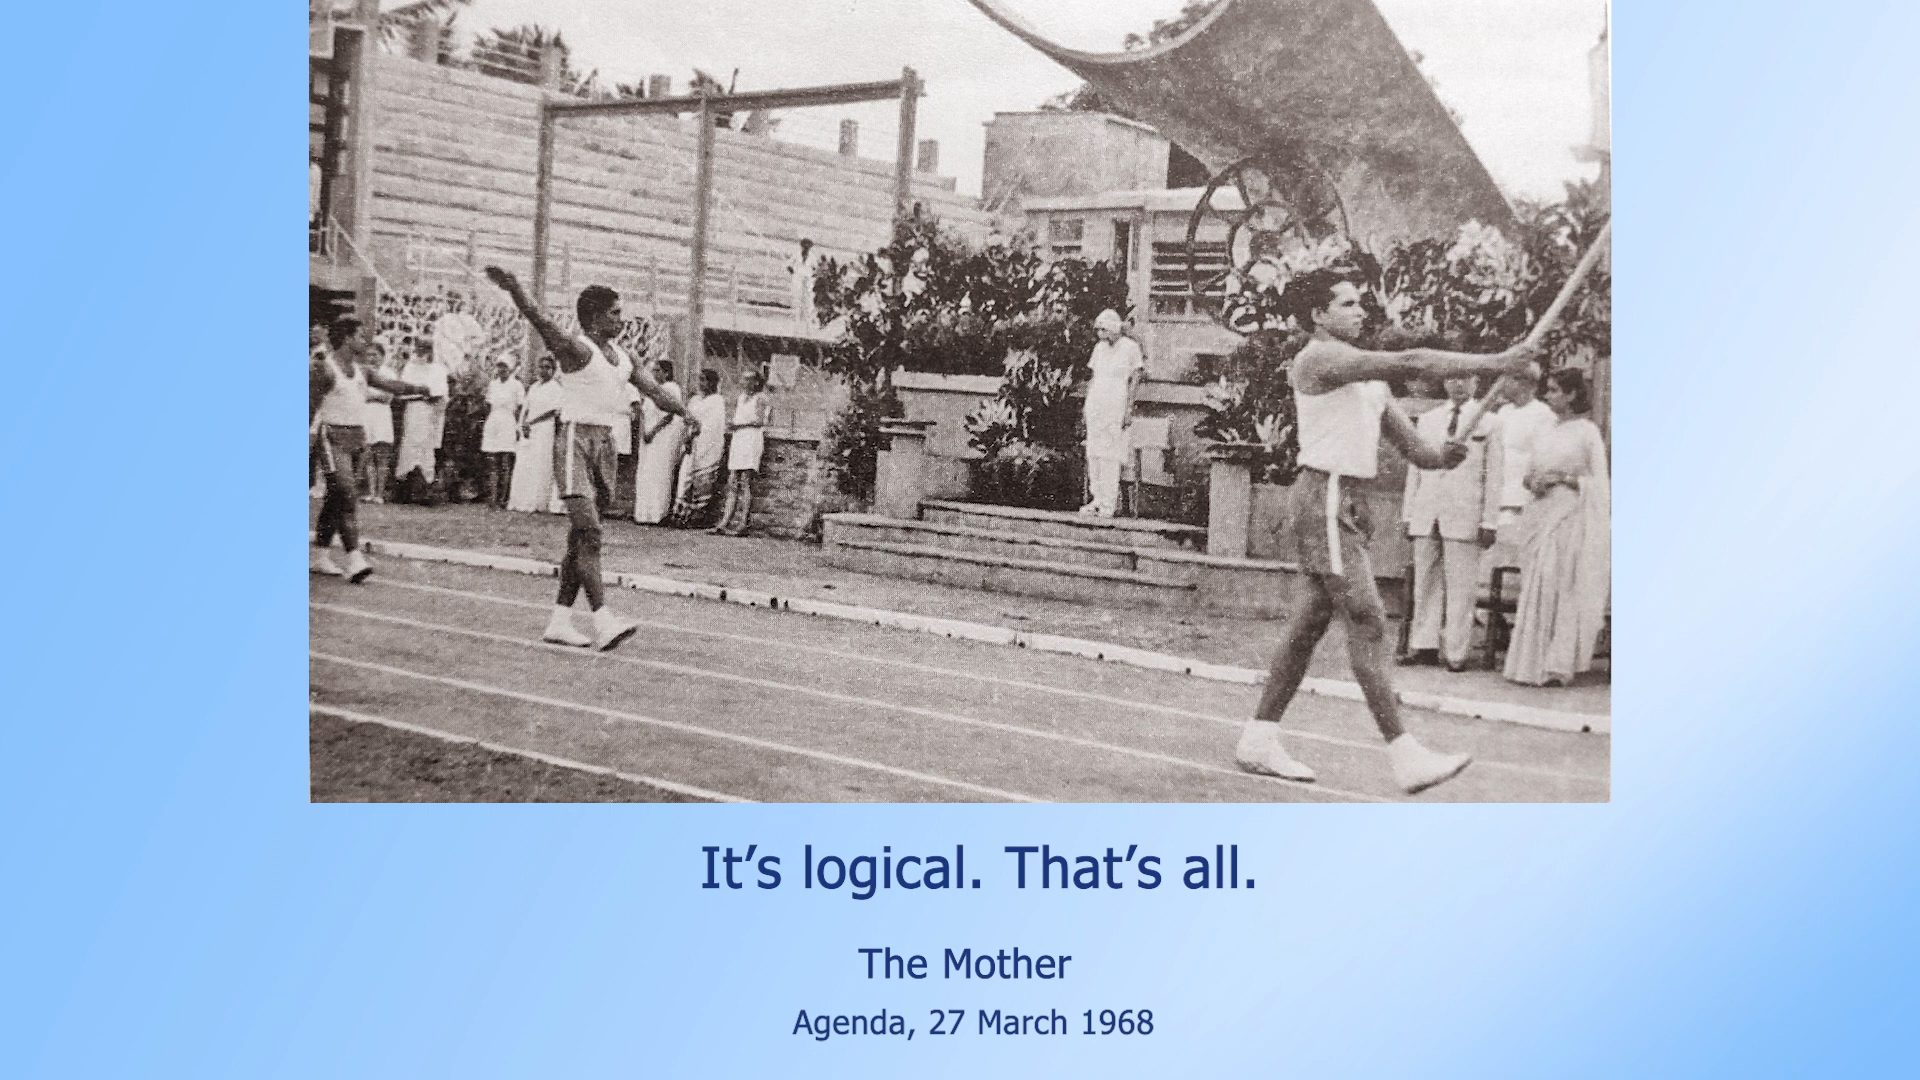 It’s logical. That’s all.
The Mother
Agenda, 27 March 1968